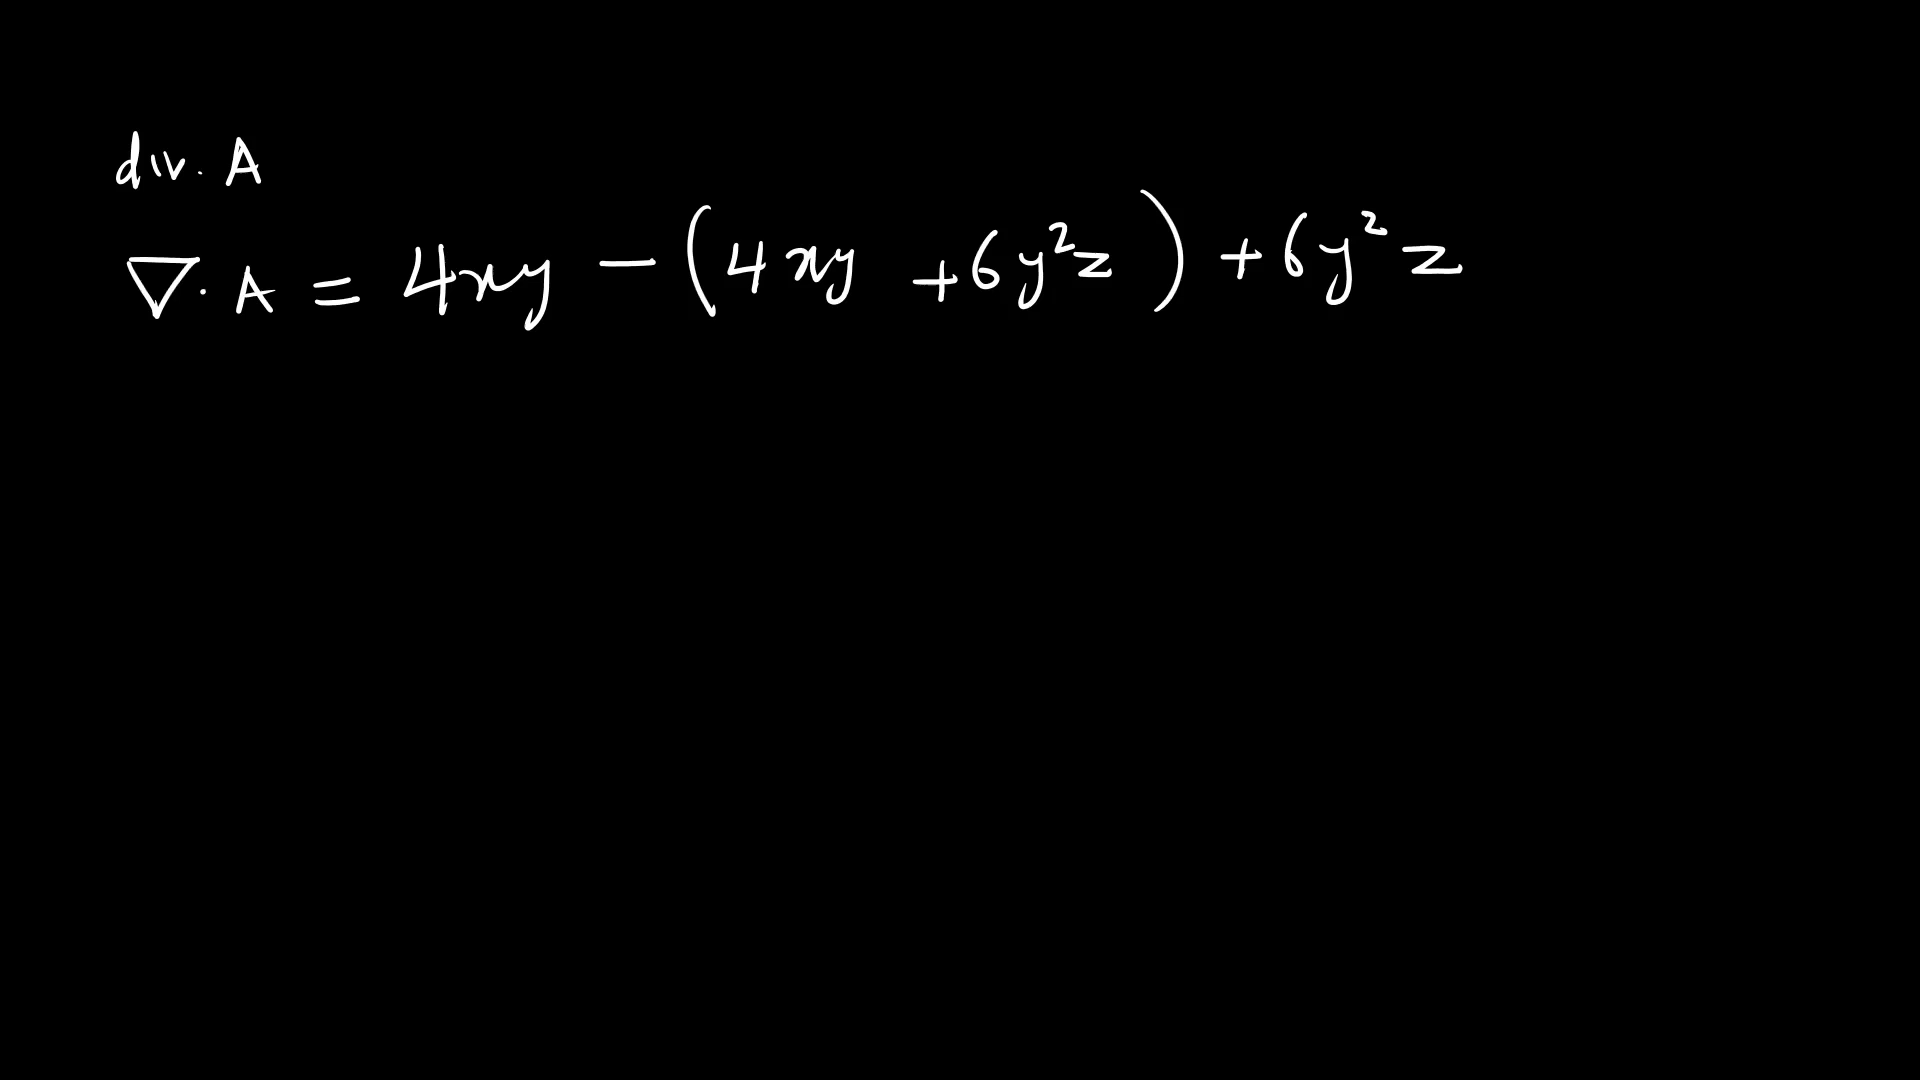 div. A
∇· A = 4xy − (4xy + 6y²z) + 6y²z